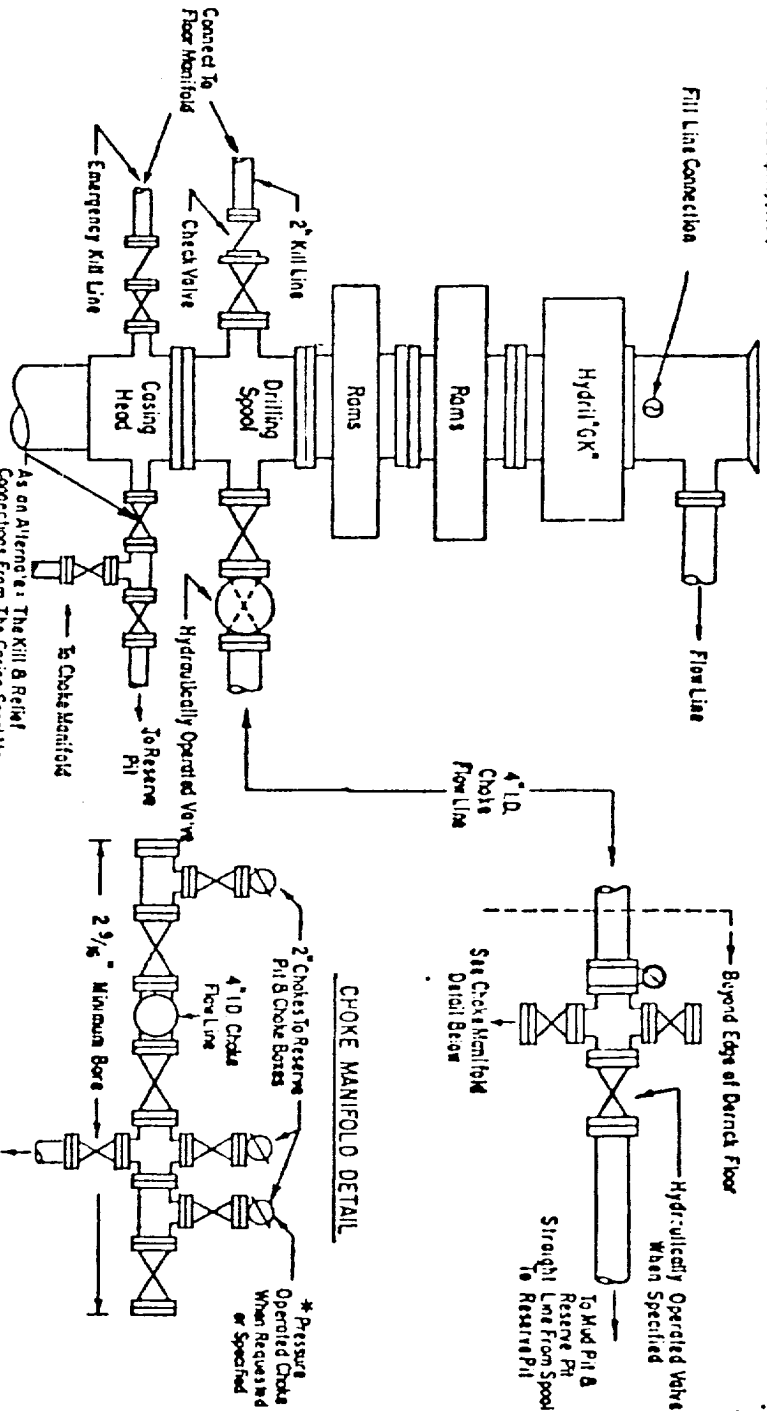 Fill Line Connection
Flow Line
Hydril "GK"
Rams
Rams
Drilling
Spool
Casing
Head
Connect To
Floor Manifold
2" Kill Line
Check Valve
Emergency Kill Line
Hydraulically Operated Valve
To Reserve
Pit
To Choke Manifold
As an Alternate: The Kill & Relief
Connections From The Casing
4" I.D.
Choke
Flow Line
Beyond Edge of Derrick Floor
Hydraulically Operated Valve
When Specified
To Mud Pit &
Reserve Pit
Straight Line From Spool
To Reserve Pit
See Choke Manifold
Detail Below
CHOKE MANIFOLD DETAIL
2" Chokes To Reserve
Pit & Choke Boxes
4" I D Choke
Flow Line
* Pressure
Operated Choke
When Requested
or Specified
2 9/16" Minimum Bore